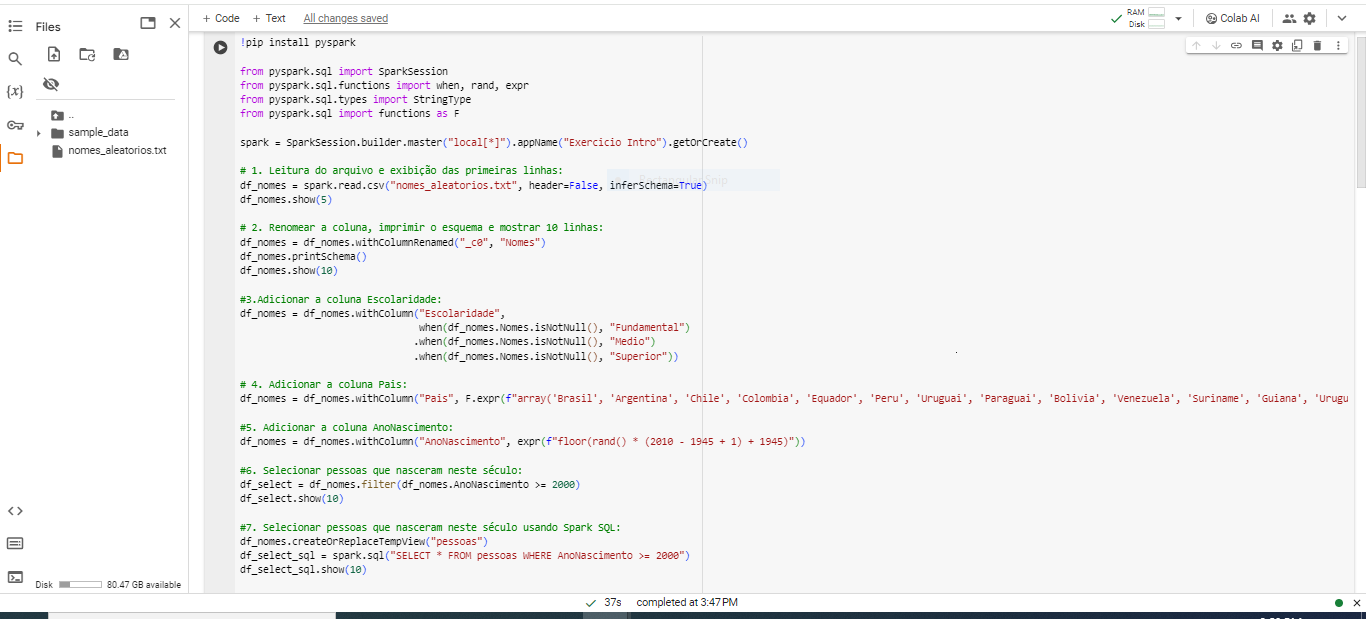 Files
+ Code + Text All changes saved
RAM
Disk
Colab AI
{x}
..
sample_data
nomes_aleatorios.txt
!pip install pyspark
from pyspark.sql import SparkSession
from pyspark.sql.functions import when, rand, expr
from pyspark.sql.types import StringType
from pyspark.sql import functions as F
spark = SparkSession.builder.master("local[*]").appName("Exercicio Intro").getOrCreate()
# 1. Leitura do arquivo e exibição das primeiras linhas:
df_nomes = spark.read.csv("nomes_aleatorios.txt", header=False, inferSchema=True)
df_nomes.show(5)
# 2. Renomear a coluna, imprimir o esquema e mostrar 10 linhas:
df_nomes = df_nomes.withColumnRenamed("_c0", "Nomes")
df_nomes.printSchema()
df_nomes.show(10)
#3.Adicionar a coluna Escolaridade:
df_nomes = df_nomes.withColumn("Escolaridade",
when(df_nomes.Nomes.isNotNull(), "Fundamental")
.when(df_nomes.Nomes.isNotNull(), "Medio")
.when(df_nomes.Nomes.isNotNull(), "Superior"))
# 4. Adicionar a coluna Pais:
df_nomes = df_nomes.withColumn("Pais", F.expr(f"array('Brasil', 'Argentina', 'Chile', 'Colombia', 'Equador', 'Peru', 'Uruguai', 'Paraguai', 'Bolivia', 'Venezuela', 'Suriname', 'Guiana', 'Urugu
#5. Adicionar a coluna AnoNascimento:
df_nomes = df_nomes.withColumn("AnoNascimento", expr(f"floor(rand() * (2010 - 1945 + 1) + 1945)"))
#6. Selecionar pessoas que nasceram neste século:
df_select = df_nomes.filter(df_nomes.AnoNascimento >= 2000)
df_select.show(10)
#7. Selecionar pessoas que nasceram neste século usando Spark SQL:
df_nomes.createOrReplaceTempView("pessoas")
df_select_sql = spark.sql("SELECT * FROM pessoas WHERE AnoNascimento >= 2000")
df_select_sql.show(10)
Disk 80.47 GB available
37s completed at 3:47 PM